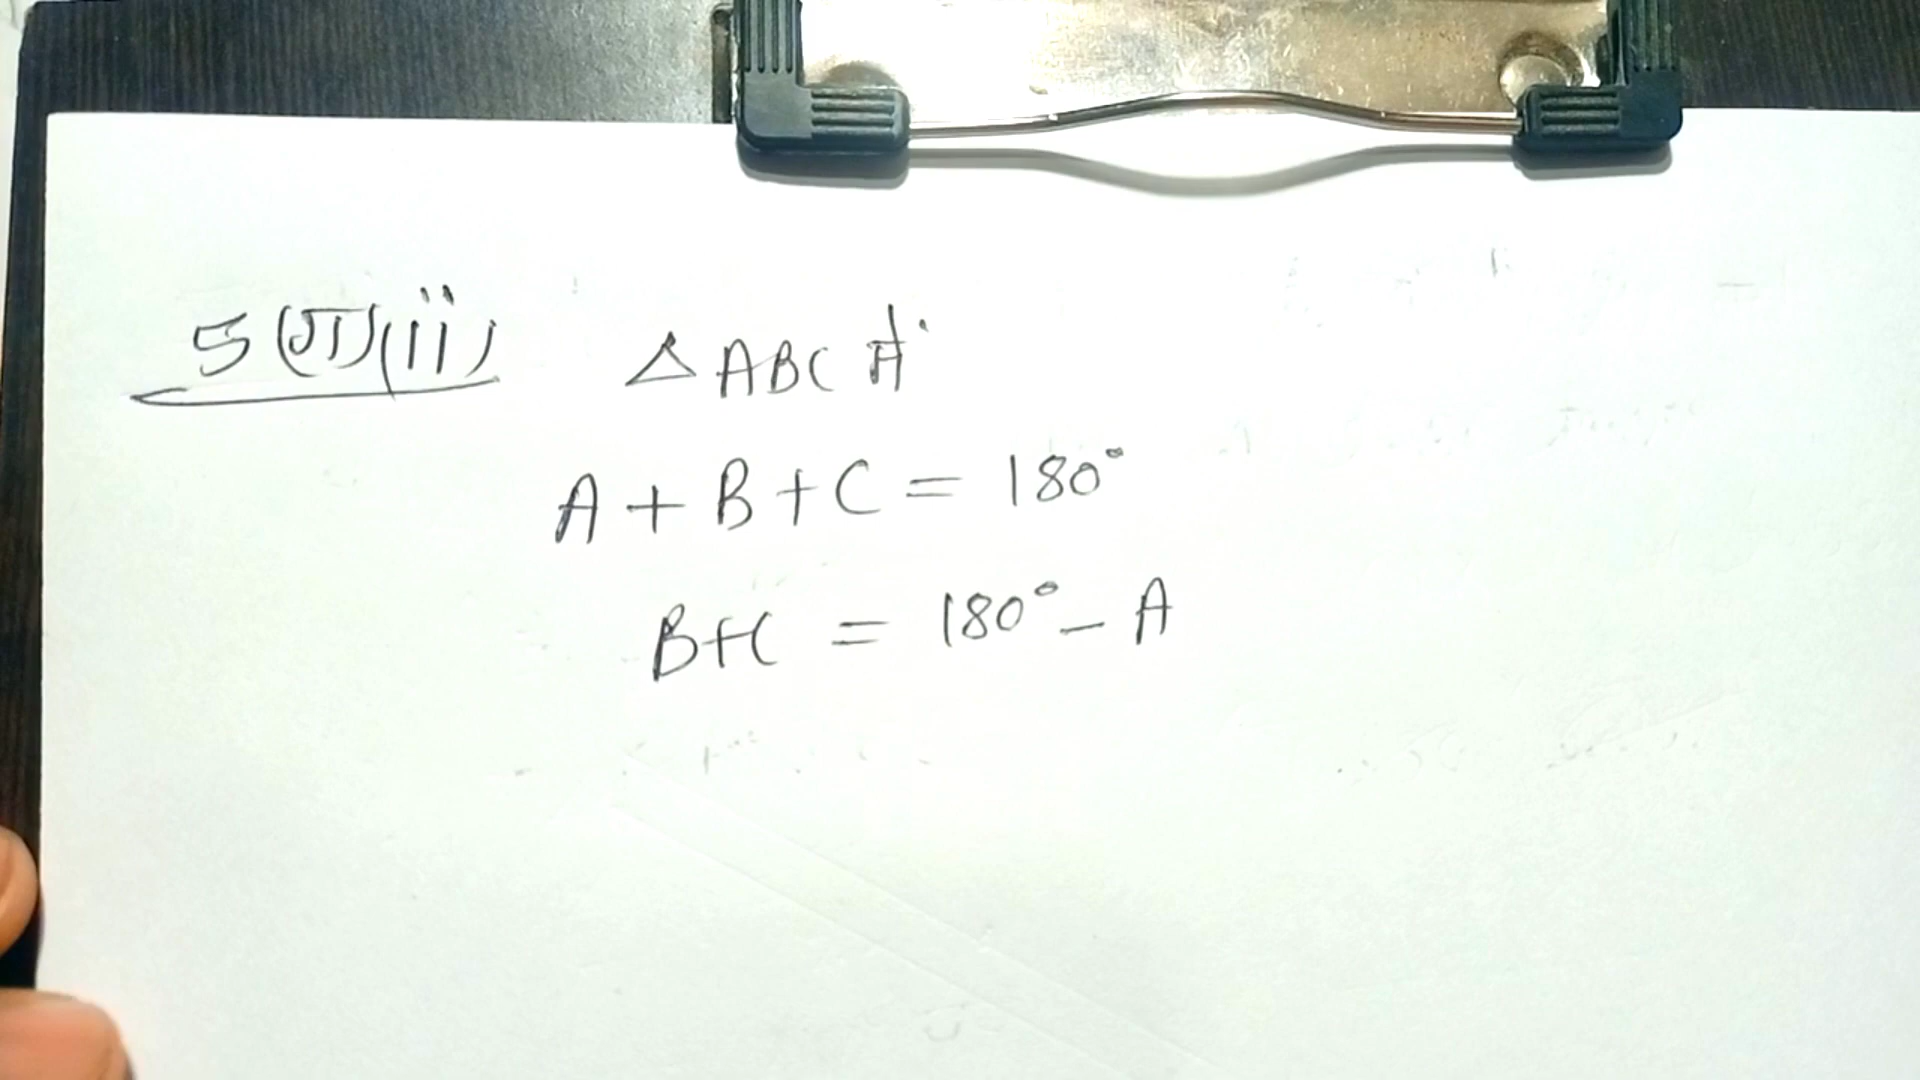 5(ग)(ii) △ABC में
A + B + C = 180°
B+C = 180° - A